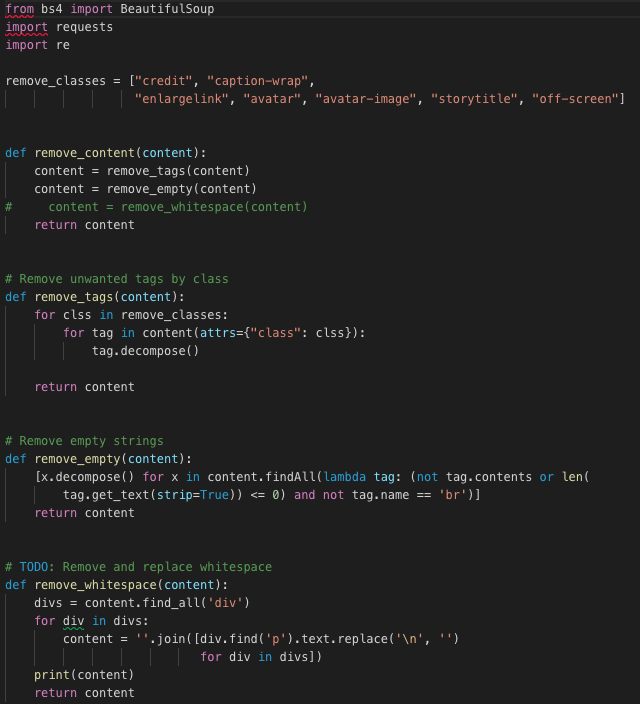 from bs4 import BeautifulSoup
import requests
import re

remove_classes = ["credit", "caption-wrap",
                  "enlargelink", "avatar", "avatar-image", "storytitle", "off-screen"]


def remove_content(content):
    content = remove_tags(content)
    content = remove_empty(content)
#     content = remove_whitespace(content)
    return content


# Remove unwanted tags by class
def remove_tags(content):
    for clss in remove_classes:
        for tag in content(attrs={"class": clss}):
            tag.decompose()

    return content


# Remove empty strings
def remove_empty(content):
    [x.decompose() for x in content.findAll(lambda tag: (not tag.contents or len(
        tag.get_text(strip=True)) <= 0) and not tag.name == 'br')]
    return content


# TODO: Remove and replace whitespace
def remove_whitespace(content):
    divs = content.find_all('div')
    for div in divs:
        content = ''.join([div.find('p').text.replace('\n', '')
                           for div in divs])
    print(content)
    return content